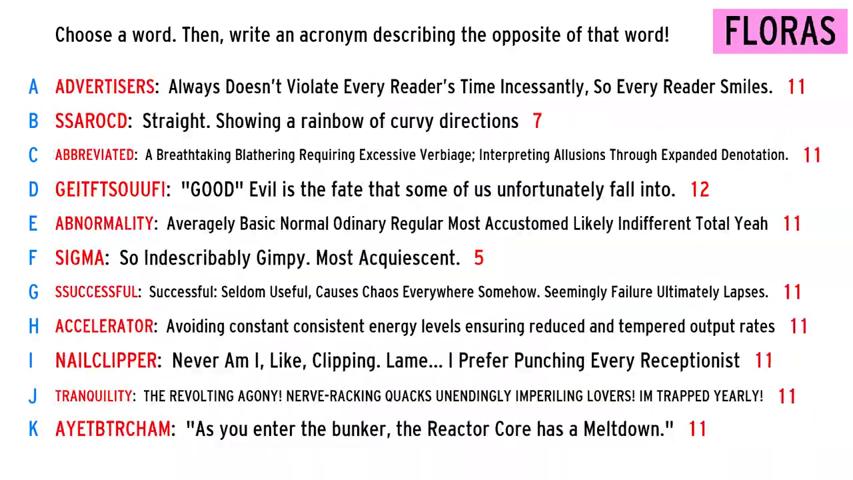 Choose a word. Then, write an acronym describing the opposite of that word!
FLORAS
A ADVERTISERS: Always Doesn't Violate Every Reader's Time Incessantly, So Every Reader Smiles. 11
B SSAROCD: Straight. Showing a rainbow of curvy directions 7
C ABBREVIATED: A Breathtaking Blathering Requiring Excessive Verbiage; Interpreting Allusions Through Expanded Denotation. 11
D GEITFTSOUUFI: "GOOD" Evil is the fate that some of us unfortunately fall into. 12
E ABNORMALITY: Averagely Basic Normal Odinary Regular Most Accustomed Likely Indifferent Total Yeah 11
F SIGMA: So Indescribably Gimpy. Most Acquiescent. 5
G SSUCCESSFUL: Successful: Seldom Useful, Causes Chaos Everywhere Somehow. Seemingly Failure Ultimately Lapses. 11
H ACCELERATOR: Avoiding constant consistent energy levels ensuring reduced and tempered output rates 11
I NAILCLIPPER: Never Am I, Like, Clipping. Lame... I Prefer Punching Every Receptionist 11
J TRANQUILITY: THE REVOLTING AGONY! NERVE-RACKING QUACKS UNENDINGLY IMPERILING LOVERS! IM TRAPPED YEARLY! 11
K AYETBTRCHAM: "As you enter the bunker, the Reactor Core has a Meltdown." 11